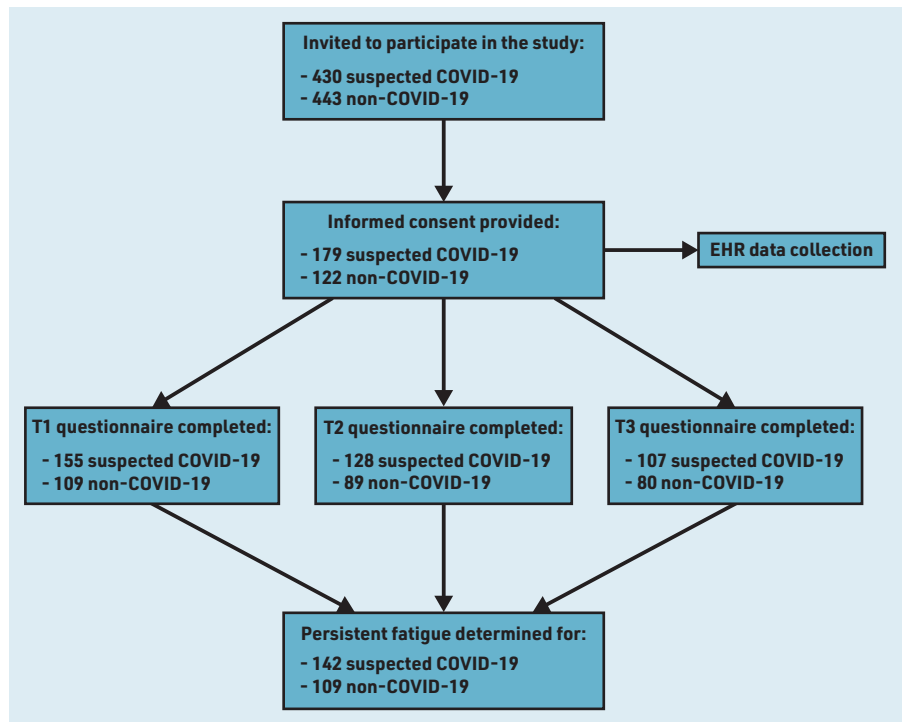 Invited to participate in the study:
- 430 suspected COVID-19
- 443 non-COVID-19
Informed consent provided:
- 179 suspected COVID-19
- 122 non-COVID-19
EHR data collection
T1 questionnaire completed:
- 155 suspected COVID-19
- 109 non-COVID-19
T2 questionnaire completed:
- 128 suspected COVID-19
- 89 non-COVID-19
T3 questionnaire completed:
- 107 suspected COVID-19
- 80 non-COVID-19
Persistent fatigue determined for:
- 142 suspected COVID-19
- 109 non-COVID-19